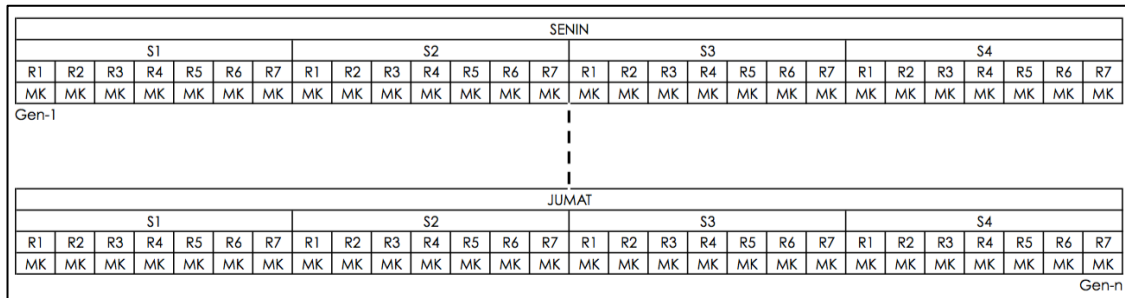 SENIN
S1 S2 S3 S4
R1 R2 R3 R4 R5 R6 R7 R1 R2 R3 R4 R5 R6 R7 R1 R2 R3 R4 R5 R6 R7 R1 R2 R3 R4 R5 R6 R7
MK MK MK MK MK MK MK MK MK MK MK MK MK MK MK MK MK MK MK MK MK MK MK MK MK MK MK MK
Gen-1
JUMAT
S1 S2 S3 S4
R1 R2 R3 R4 R5 R6 R7 R1 R2 R3 R4 R5 R6 R7 R1 R2 R3 R4 R5 R6 R7 R1 R2 R3 R4 R5 R6 R7
MK MK MK MK MK MK MK MK MK MK MK MK MK MK MK MK MK MK MK MK MK MK MK MK MK MK MK MK
Gen-n